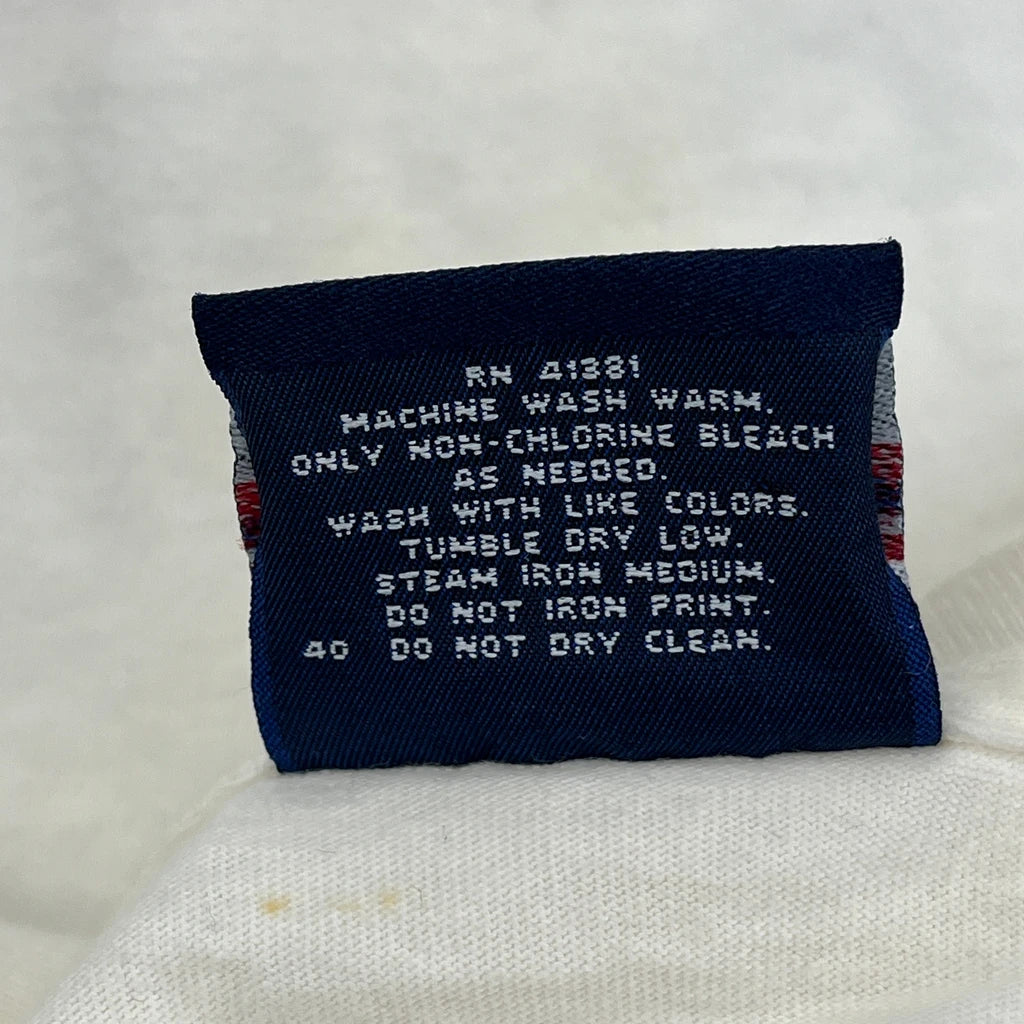 RN 41381
MACHINE WASH WARM.
ONLY NON-CHLORINE BLEACH
AS NEEDED.
WASH WITH LIKE COLORS.
TUMBLE DRY LOW.
STEAM IRON MEDIUM.
DO NOT IRON PRINT.
40 DO NOT DRY CLEAN.